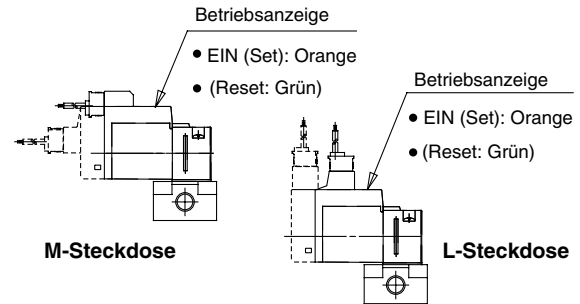 Betriebsanzeige
● EIN (Set): Orange
● (Reset: Grün)
Betriebsanzeige
● EIN (Set): Orange
● (Reset: Grün)
M-Steckdose
L-Steckdose